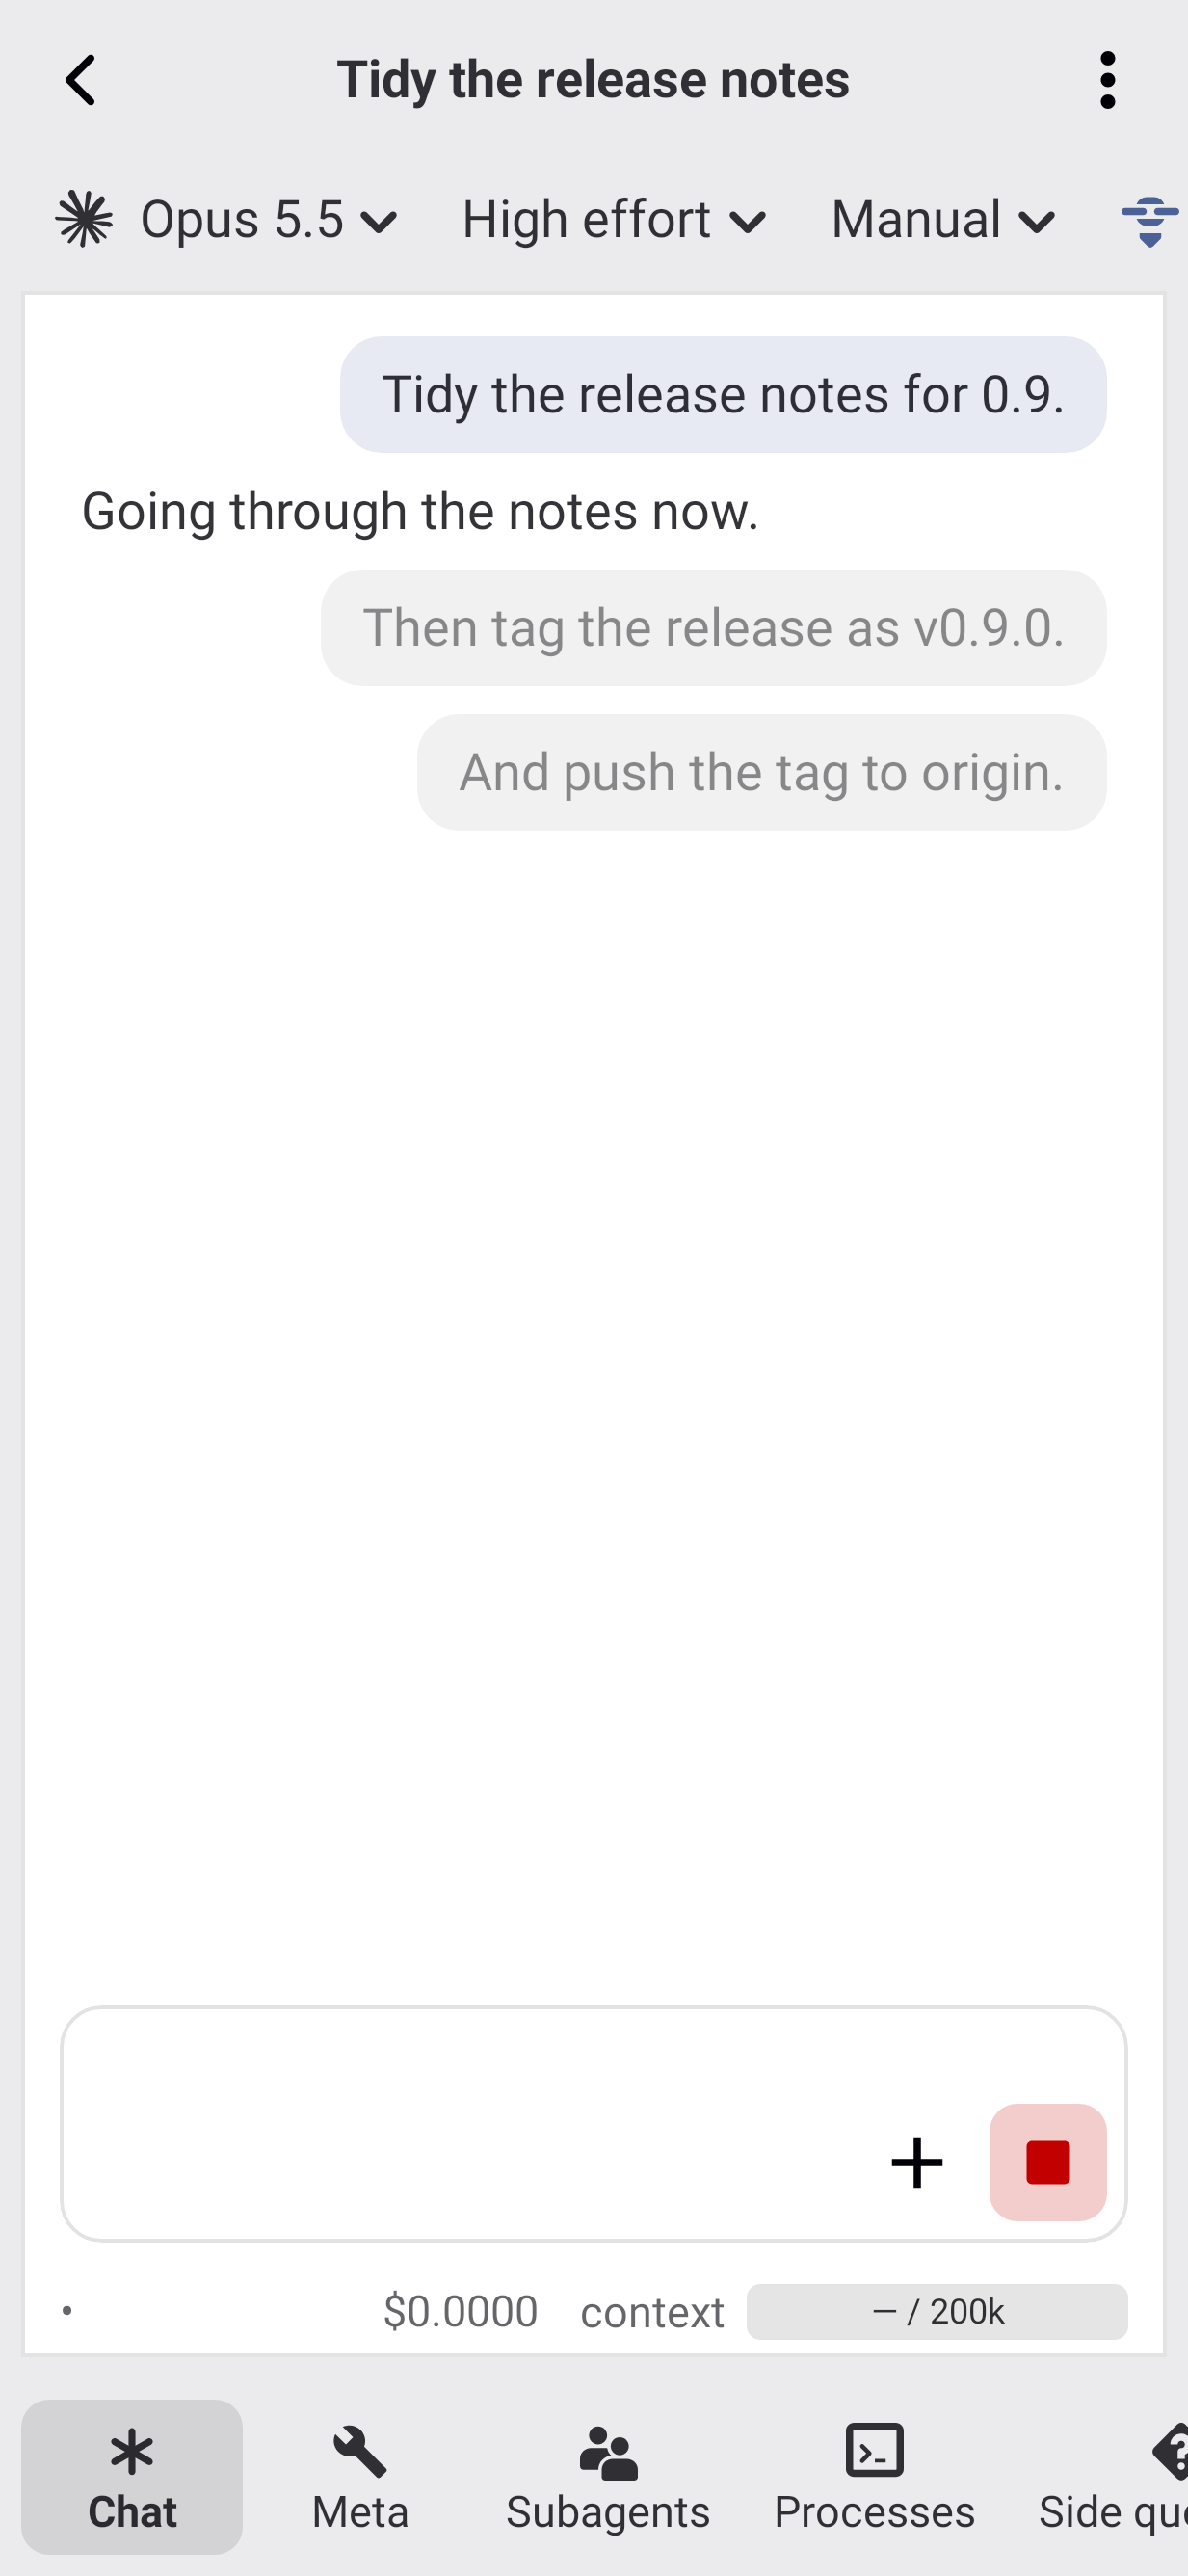 Tidy the release notes
Opus 5.5 High effort Manual
Tidy the release notes for 0.9.
Going through the notes now.
Then tag the release as v0.9.0.
And push the tag to origin.
$0.0000 context — / 200k
Chat Meta Subagents Processes Side